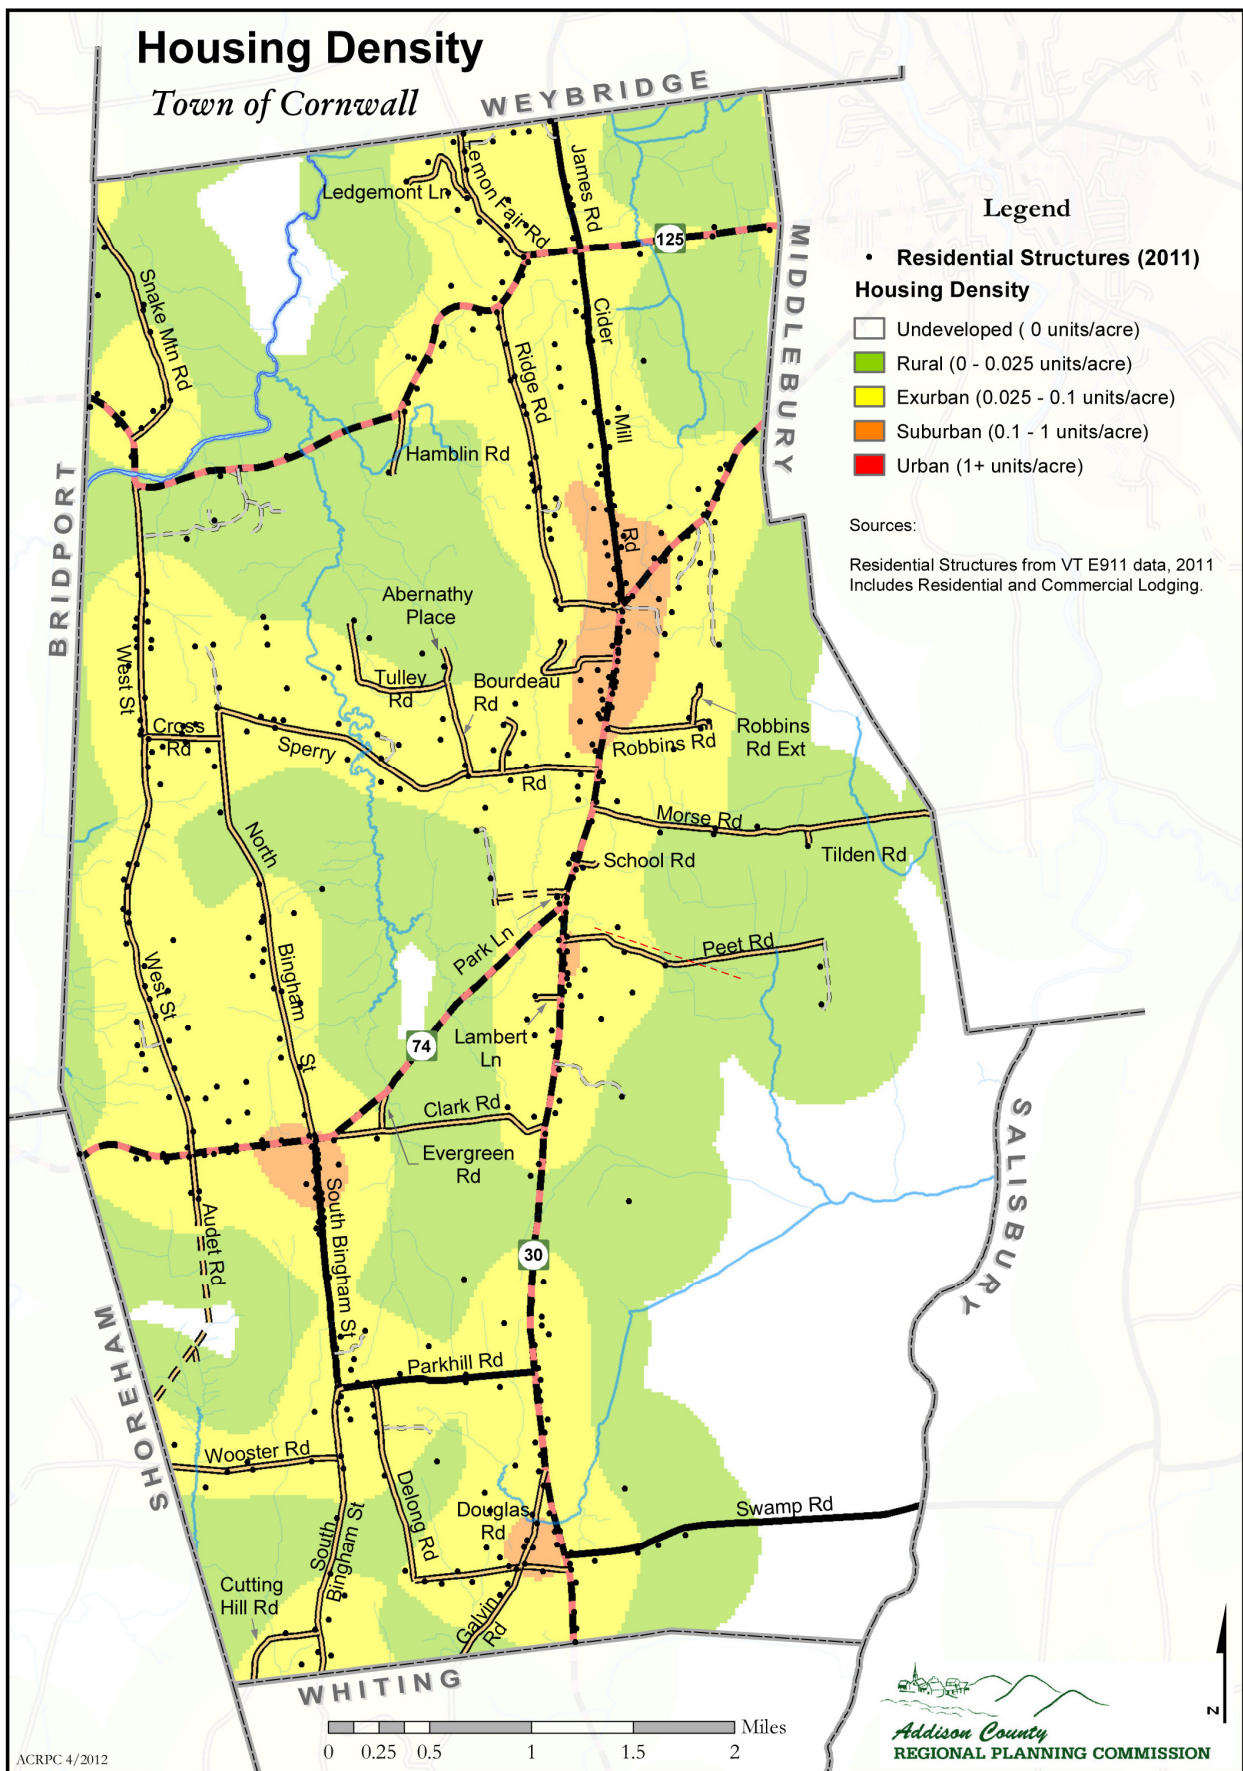 Housing Density
Town of Cornwall
WEYBRIDGE
Legend
Residential Structures (2011)
Housing Density
Undeveloped ( 0 units/acre)
Rural (0 - 0.025 units/acre)
Exurban (0.025 - 0.1 units/acre)
Suburban (0.1 - 1 units/acre)
Urban (1+ units/acre)
Sources:
Residential Structures from VT E911 data, 2011
Includes Residential and Commercial Lodging.
MIDDLEBURY
BRIDPORT
SALISBURY
SHOREHAM
WHITING
Ledgemont Ln
Lemon Fair Rd
James Rd
125
Snake Mtn Rd
Cider
Mill
Rd
Ridge Rd
Hamblin Rd
Abernathy
Place
Tulley
Rd
Bourdeau
Rd
West St
Cross
Rd
Sperry
Rd
Robbins Rd
Robbins
Rd Ext
Morse Rd
Tilden Rd
School Rd
North
Bingham
St
Park Ln
Peet Rd
West St
74
Lambert
Ln
Clark Rd
Evergreen
Rd
Audet Rd
South Bingham St
30
Parkhill Rd
Wooster Rd
Delong Rd
Douglas
Rd
Swamp Rd
South
Bingham St
Cutting
Hill Rd
Galvin
Rd
Miles
0 0.25 0.5 1 1.5 2
N
Addison County
REGIONAL PLANNING COMMISSION
ACRPC 4/2012